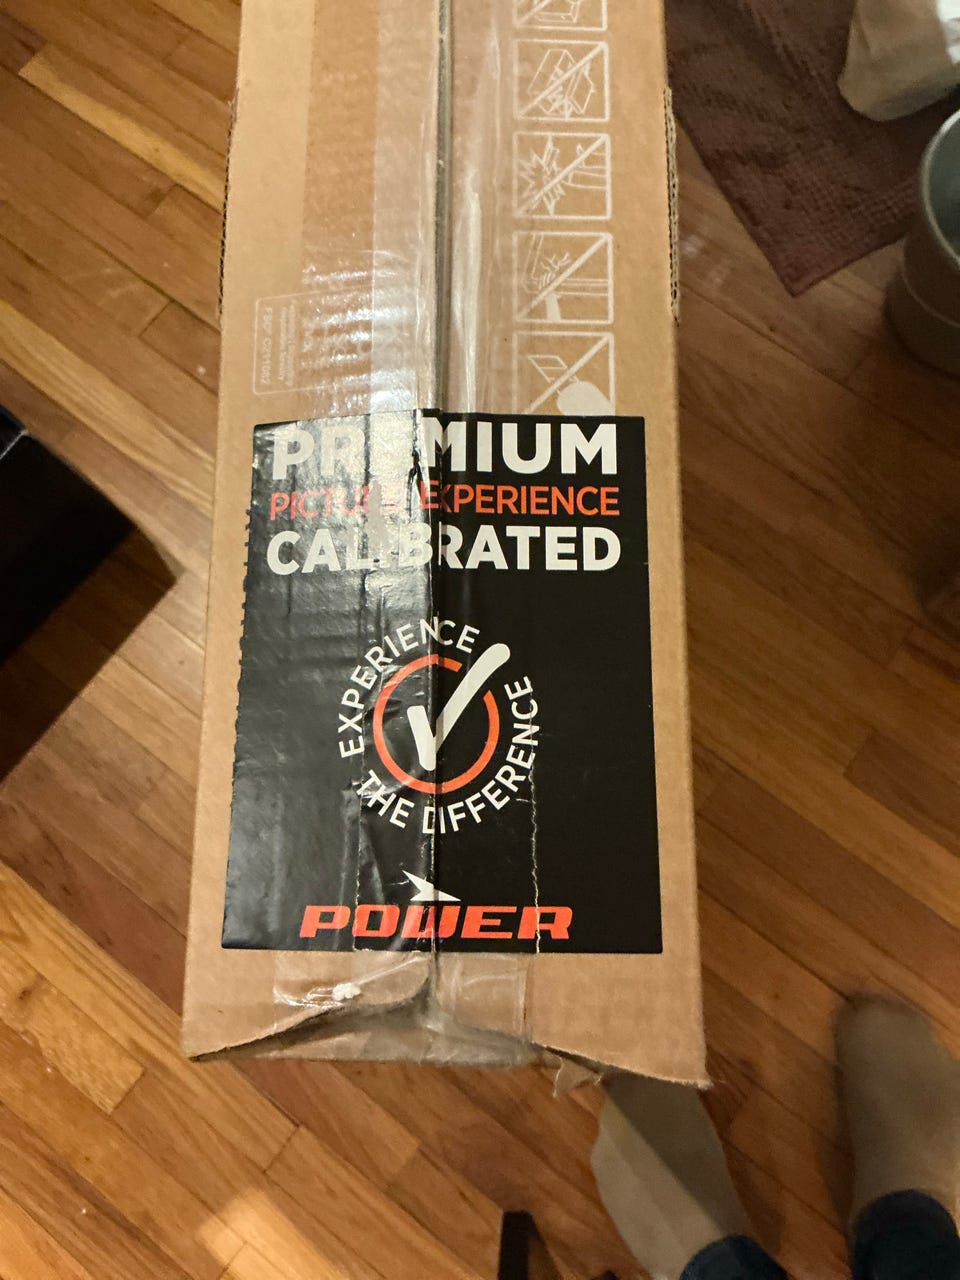 PREMIUM
PICTURE EXPERIENCE
CALIBRATED
EXPERIENCE
THE DIFFERENCE
POWER